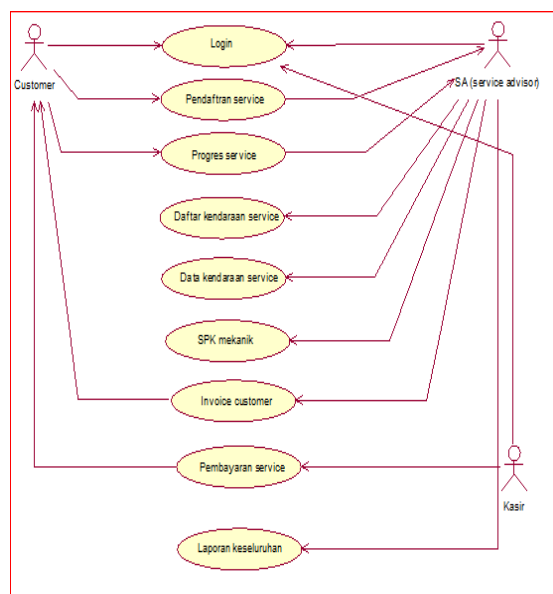 Login
Customer
SA (service advisor)
Pendaftran service
Progres service
Daftar kendaraan service
Data kendaraan service
SPK mekanik
Invoice customer
Pembayaran service
Kasir
Laporan keseluruhan